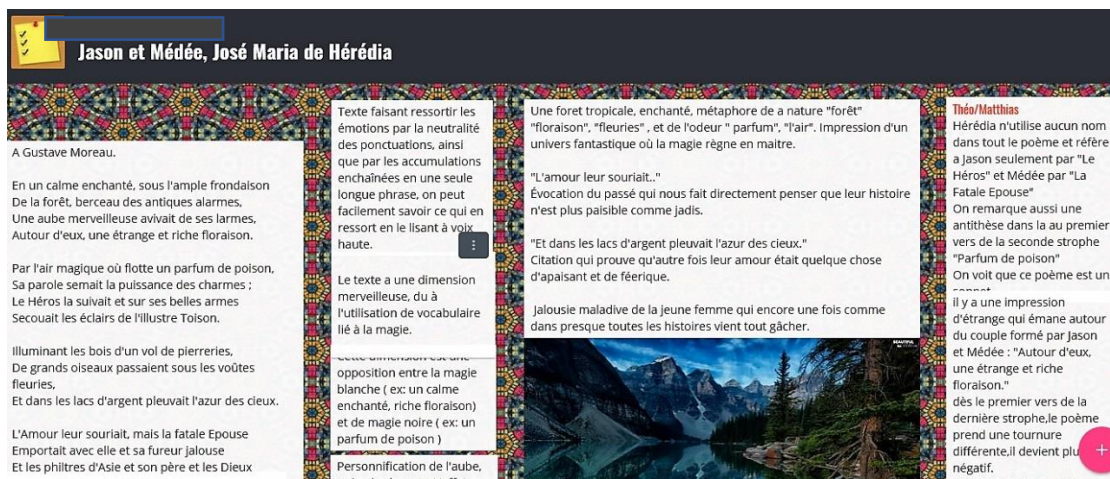 Jason et Médée, José Maria de Hérédia
A Gustave Moreau.
En un calme enchanté, sous l'ample frondaison
De la forêt, berceau des antiques alarmes,
Une aube merveilleuse avivait de ses larmes,
Autour d'eux, une étrange et riche floraison.
Par l'air magique où flotte un parfum de poison,
Sa parole semait la puissance des charmes ;
Le Héros la suivait et sur ses belles armes
Secouait les éclairs de l'illustre Toison.
Illuminant les bois d'un vol de pierreries,
De grands oiseaux passaient sous les voûtes
fleuries,
Et dans les lacs d'argent pleuvait l'azur des cieux.
L'Amour leur souriait, mais la fatale Epouse
Emportait avec elle et sa fureur jalouse
Et les philtres d'Asie et son père et les Dieux
Texte faisant ressortir les
émotions par la neutralité
des ponctuations, ainsi
que par les accumulations
enchaînées en une seule
longue phrase, on peut
facilement savoir ce qui en
ressort en le lisant à voix
haute.
Le texte a une dimension
merveilleuse, du à
l'utilisation de vocabulaire
lié à la magie.
Cette dimension est une
opposition entre la magie
blanche ( ex: un calme
enchanté, riche floraison)
et de magie noire ( ex: un
parfum de poison )
Personnification de l'aube,
Une foret tropicale, enchanté, métaphore de a nature "forêt"
"floraison", "fleuries" , et de l'odeur " parfum", "l'air". Impression d'un
univers fantastique où la magie règne en maitre.
"L'amour leur souriait.."
Évocation du passé qui nous fait directement penser que leur histoire
n'est plus paisible comme jadis.
"Et dans les lacs d'argent pleuvait l'azur des cieux."
Citation qui prouve qu'autre fois leur amour était quelque chose
d'apaisant et de féerique.
Jalousie maladive de la jeune femme qui encore une fois comme
dans presque toutes les histoires vient tout gâcher.
Théo/Matthias
Hérédia n'utilise aucun nom
dans tout le poème et réfère
a Jason seulement par "Le
Héros" et Médée par "La
Fatale Epouse"
On remarque aussi une
antithèse dans la au premier
vers de la seconde strophe
"Parfum de poison"
On voit que ce poème est un
sonnet
il y a une impression
d'étrange qui émane autour
du couple formé par Jason
et Médée : "Autour d'eux,
une étrange et riche
floraison."
dès le premier vers de la
dernière strophe,le poème
prend une tournure
différente,il devient
négatif.